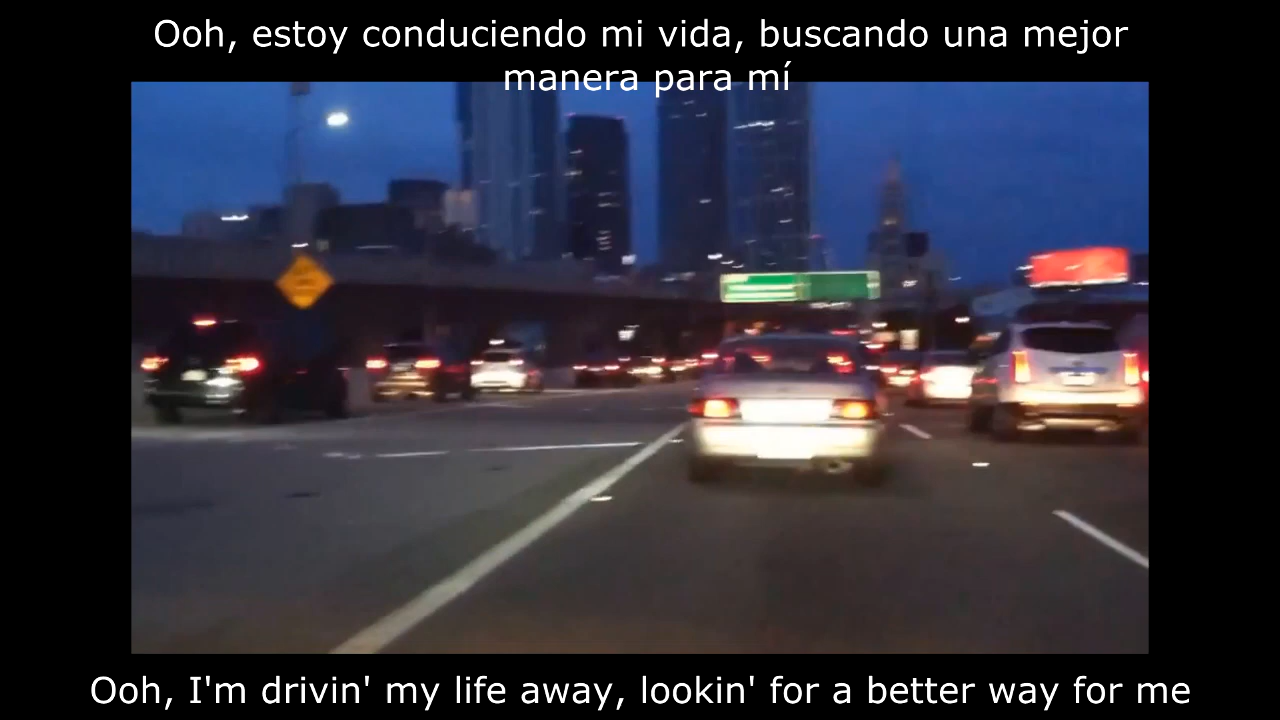 Ooh, estoy conduciendo mi vida, buscando una mejor
manera para mí
Ooh, I'm drivin' my life away, lookin' for a better way for me